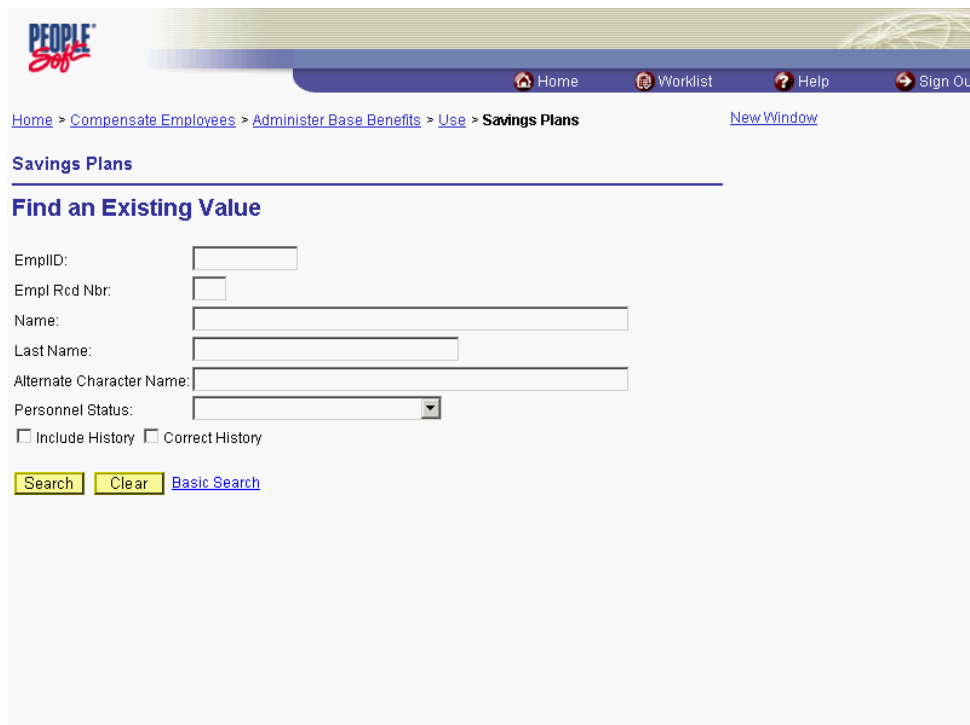 PEOPLE
Soft
Home Worklist Help Sign Ou
Home > Compensate Employees > Administer Base Benefits > Use > Savings Plans New Window
Savings Plans
Find an Existing Value
EmplID:
Empl Rcd Nbr:
Name:
Last Name:
Alternate Character Name:
Personnel Status:
Include History Correct History
Search Clear Basic Search